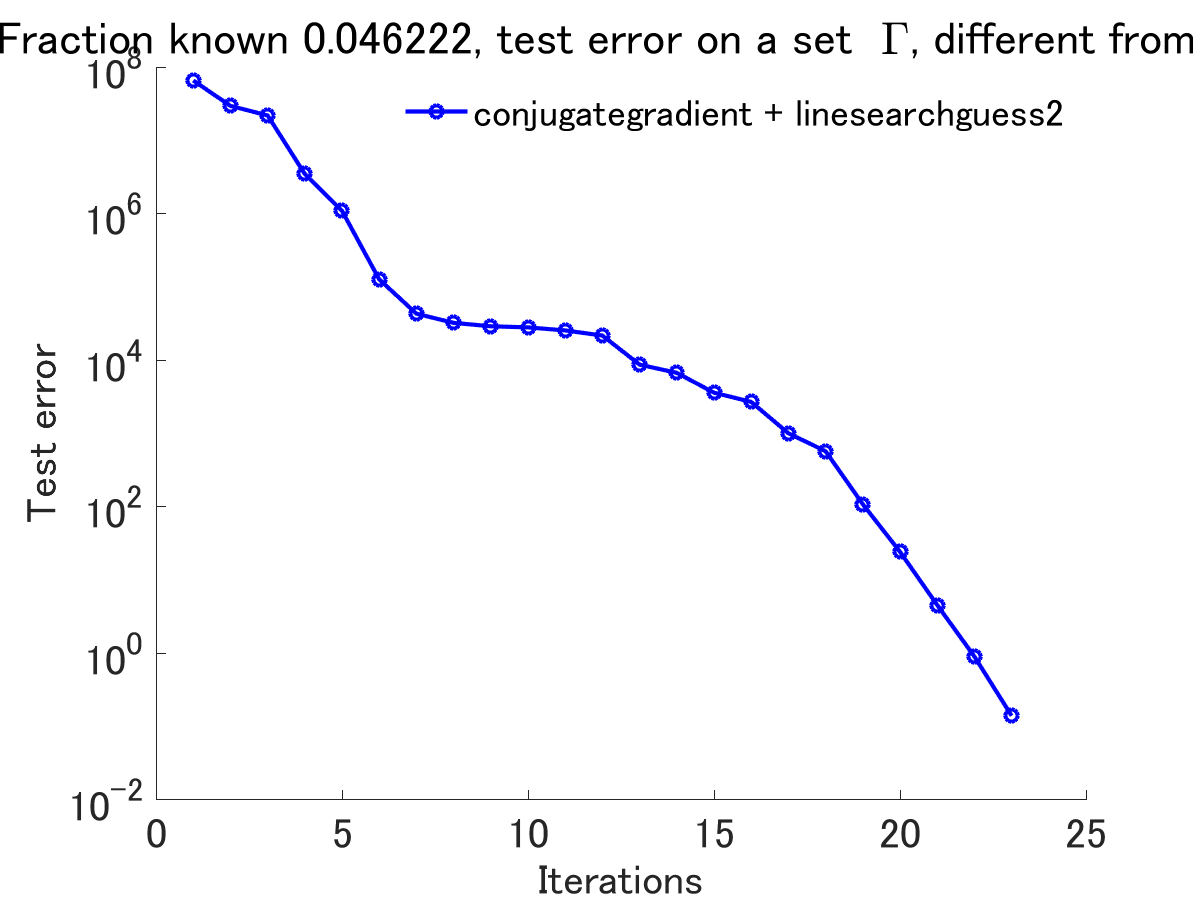 Fraction known 0.046222, test error on a set Γ, different from
conjugategradient + linesearchguess2
Test error
10^8
10^6
10^4
10^2
10^0
10^−2
0 5 10 15 20 25
Iterations